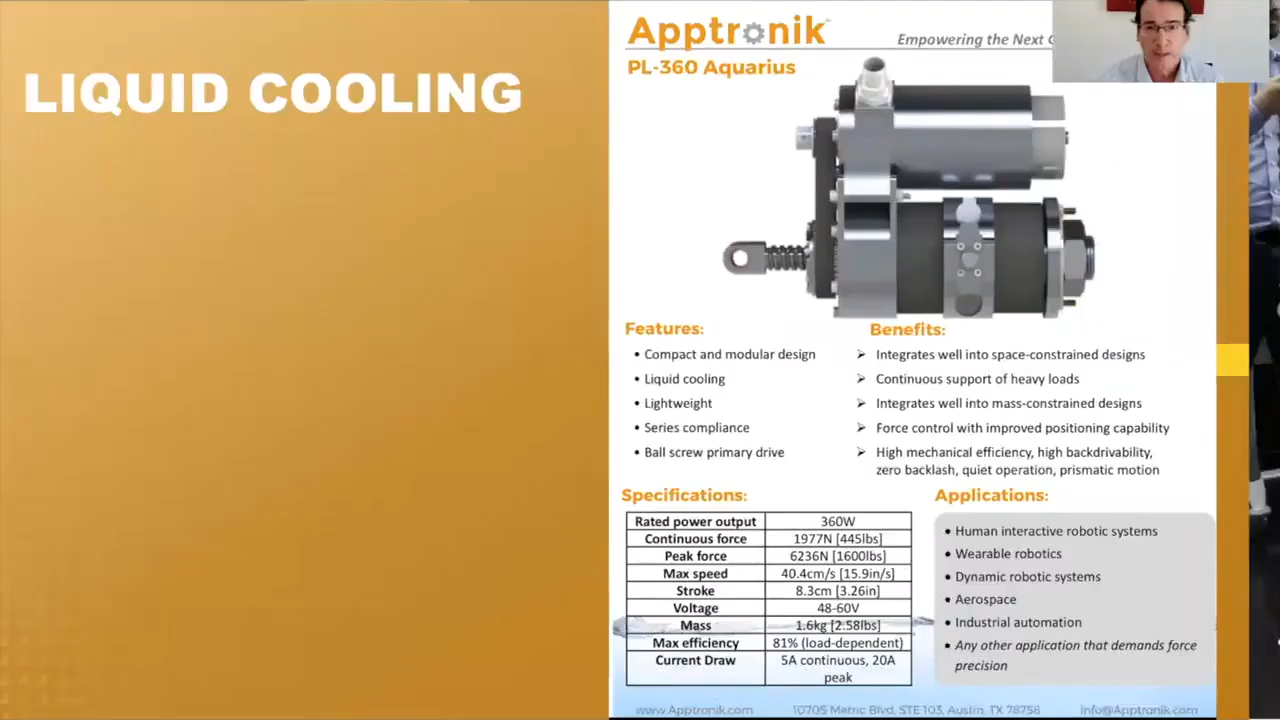 LIQUID COOLING
Apptronik
Empowering the Next
PL-360 Aquarius
Features:
• Compact and modular design
• Liquid cooling
• Lightweight
• Series compliance
• Ball screw primary drive
Benefits:
➢ Integrates well into space-constrained designs
➢ Continuous support of heavy loads
➢ Integrates well into mass-constrained designs
➢ Force control with improved positioning capability
➢ High mechanical efficiency, high backdrivability,
zero backlash, quiet operation, prismatic motion
Specifications:
Rated power output 360W
Continuous force 1977N [445lbs]
Peak force 6236N [1600lbs]
Max speed 40.4cm/s [15.9in/s]
Stroke 8.3cm [3.26in]
Voltage 48-60V
Mass 1.6kg [2.58lbs]
Max efficiency 81% (load-dependent)
Current Draw 5A continuous, 20A
peak
Applications:
• Human interactive robotic systems
• Wearable robotics
• Dynamic robotic systems
• Aerospace
• Industrial automation
• Any other application that demands force
precision
www.Apptronik.com 10705 Metric Blvd, STE 103, Austin, TX 78758 info@Apptronik.com